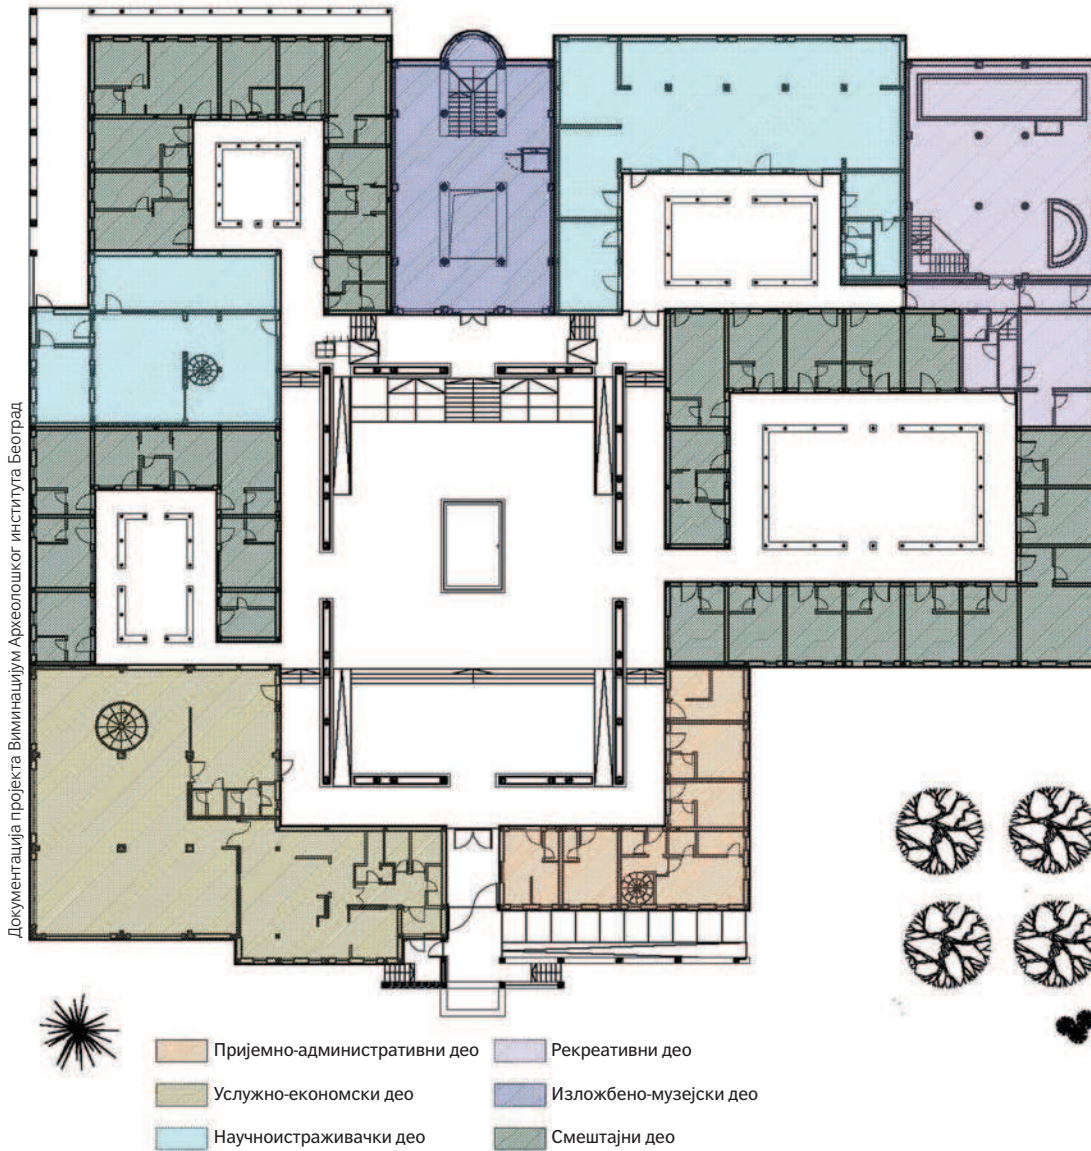 Документација пројекта Виминацијум Археолошког института Београд
Пријемно-административни део
Услужно-економски део
Научноистраживачки део
Рекреативни део
Изложбено-музејски део
Смештајни део